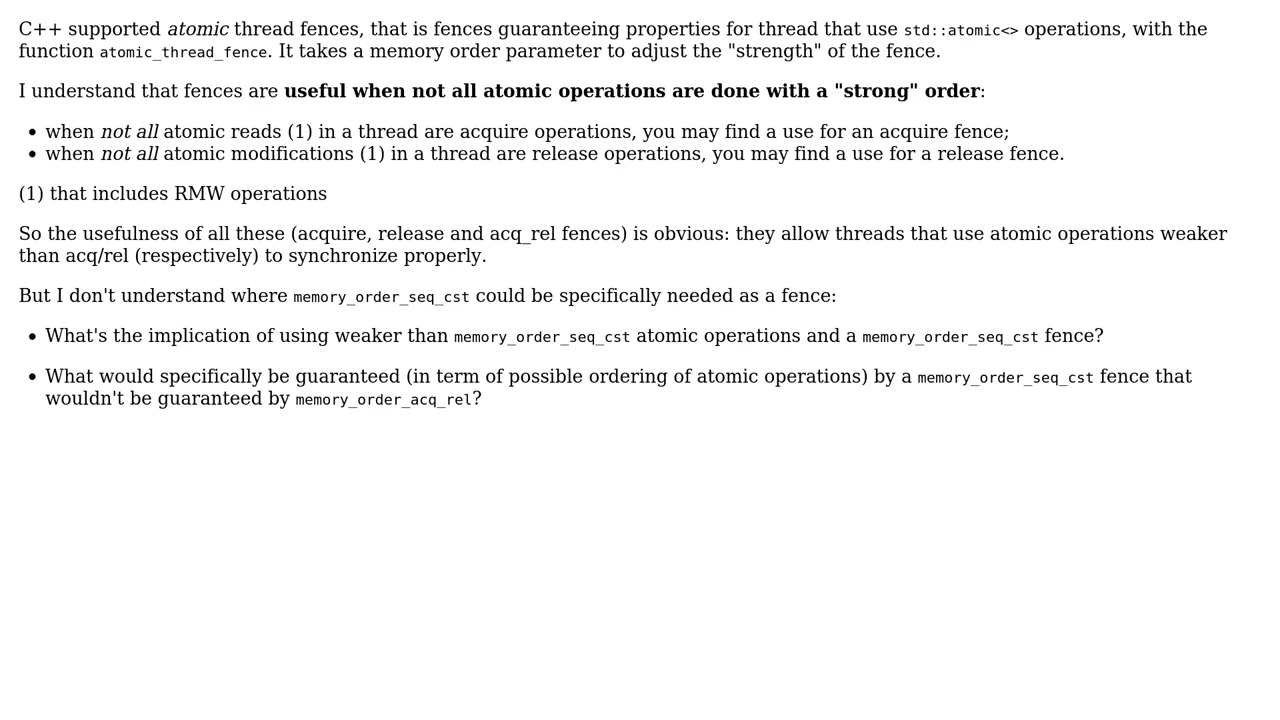 C++ supported atomic thread fences, that is fences guaranteeing properties for thread that use std::atomic<> operations, with the
function atomic_thread_fence. It takes a memory order parameter to adjust the "strength" of the fence.
I understand that fences are useful when not all atomic operations are done with a "strong" order:
• when not all atomic reads (1) in a thread are acquire operations, you may find a use for an acquire fence;
• when not all atomic modifications (1) in a thread are release operations, you may find a use for a release fence.
(1) that includes RMW operations
So the usefulness of all these (acquire, release and acq_rel fences) is obvious: they allow threads that use atomic operations weaker
than acq/rel (respectively) to synchronize properly.
But I don't understand where memory_order_seq_cst could be specifically needed as a fence:
• What's the implication of using weaker than memory_order_seq_cst atomic operations and a memory_order_seq_cst fence?
• What would specifically be guaranteed (in term of possible ordering of atomic operations) by a memory_order_seq_cst fence that
wouldn't be guaranteed by memory_order_acq_rel?